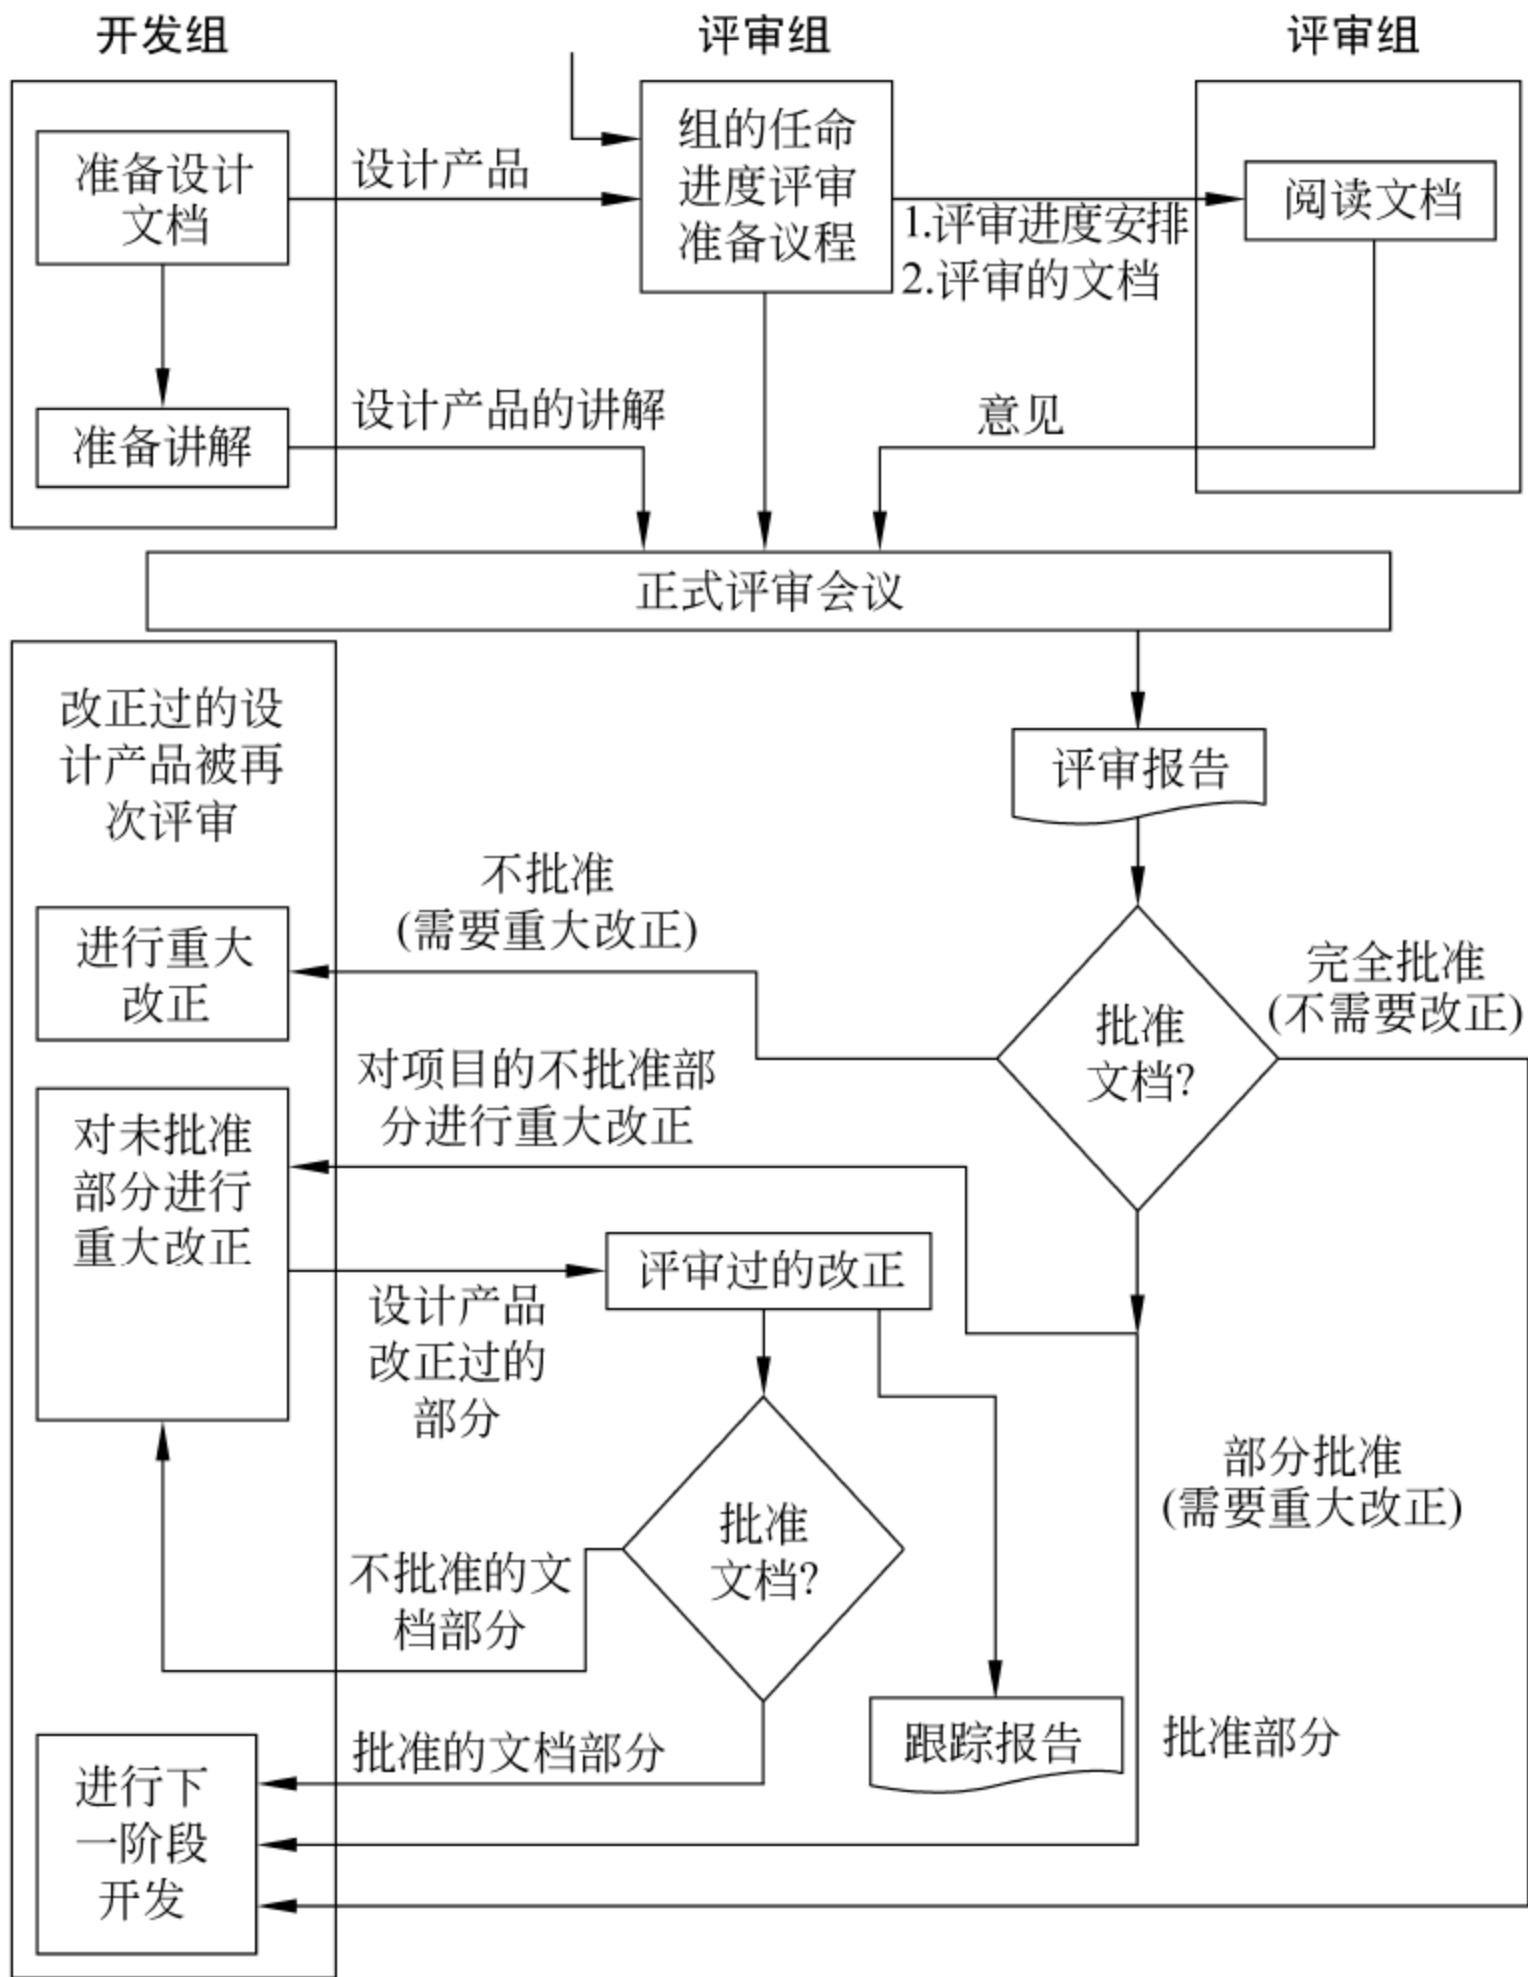 开发组
评审组
评审组
准备设计
文档
设计产品
组的任命
进度评审
准备议程
1.评审进度安排
2.评审的文档
阅读文档
准备讲解
设计产品的讲解
意见
正式评审会议
改正过的设
计产品被再
次评审
评审报告
不批准
(需要重大改正)
进行重大
改正
批准
文档?
完全批准
(不需要改正)
对项目的不批准部
分进行重大改正
对未批准
部分进行
重大改正
评审过的改正
设计产品
改正过的
部分
部分批准
(需要重大改正)
批准
文档?
不批准的文
档部分
批准的文档部分
跟踪报告
批准部分
进行下
一阶段
开发